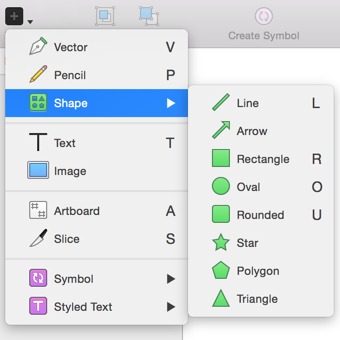 Create Symbol
Vector V
Pencil P
Shape
Text T
Image
Artboard A
Slice S
Symbol
Styled Text
Line L
Arrow
Rectangle R
Oval O
Rounded U
Star
Polygon
Triangle